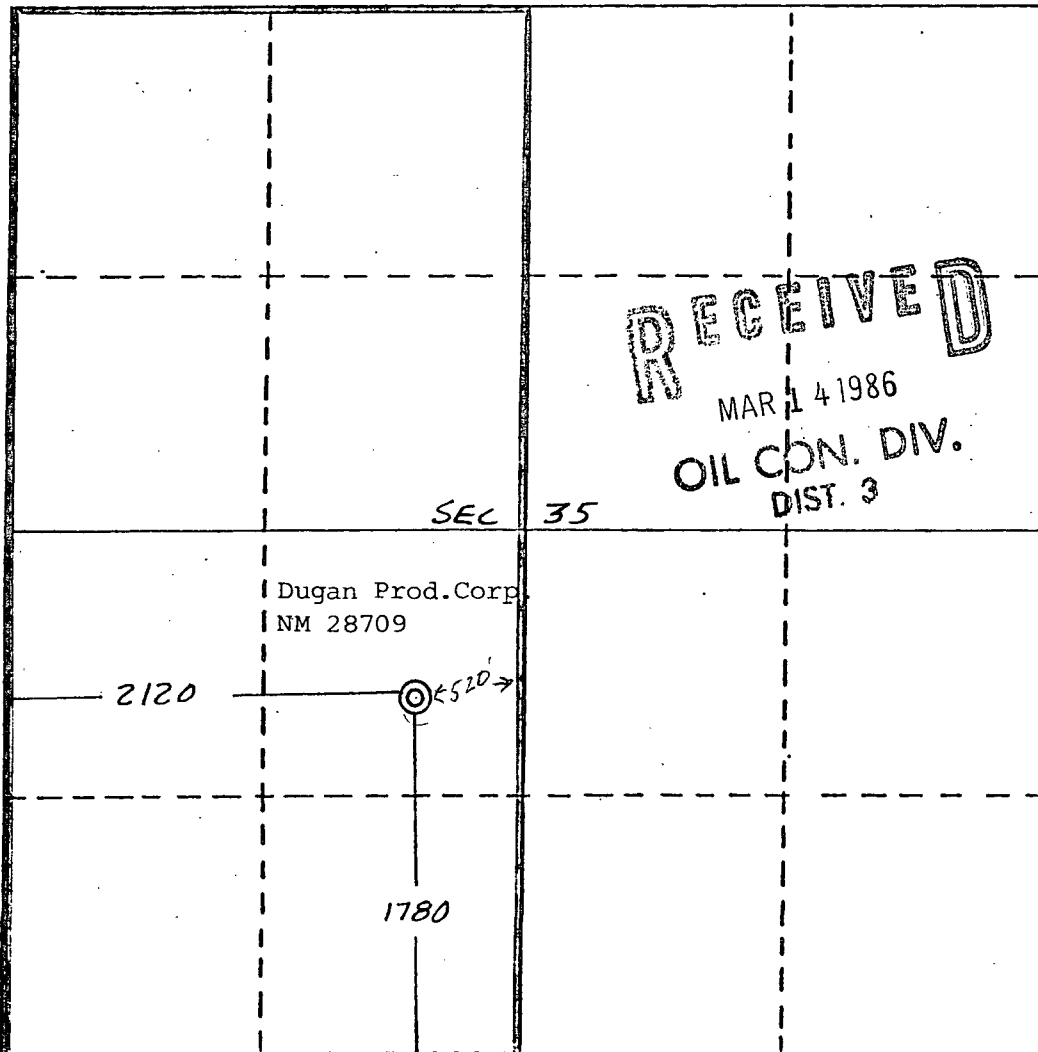 RECEIVED
MAR 14 1986
OIL CON. DIV.
DIST. 3
SEC 35
Dugan Prod.Corp.
NM 28709
2120
520'
1780